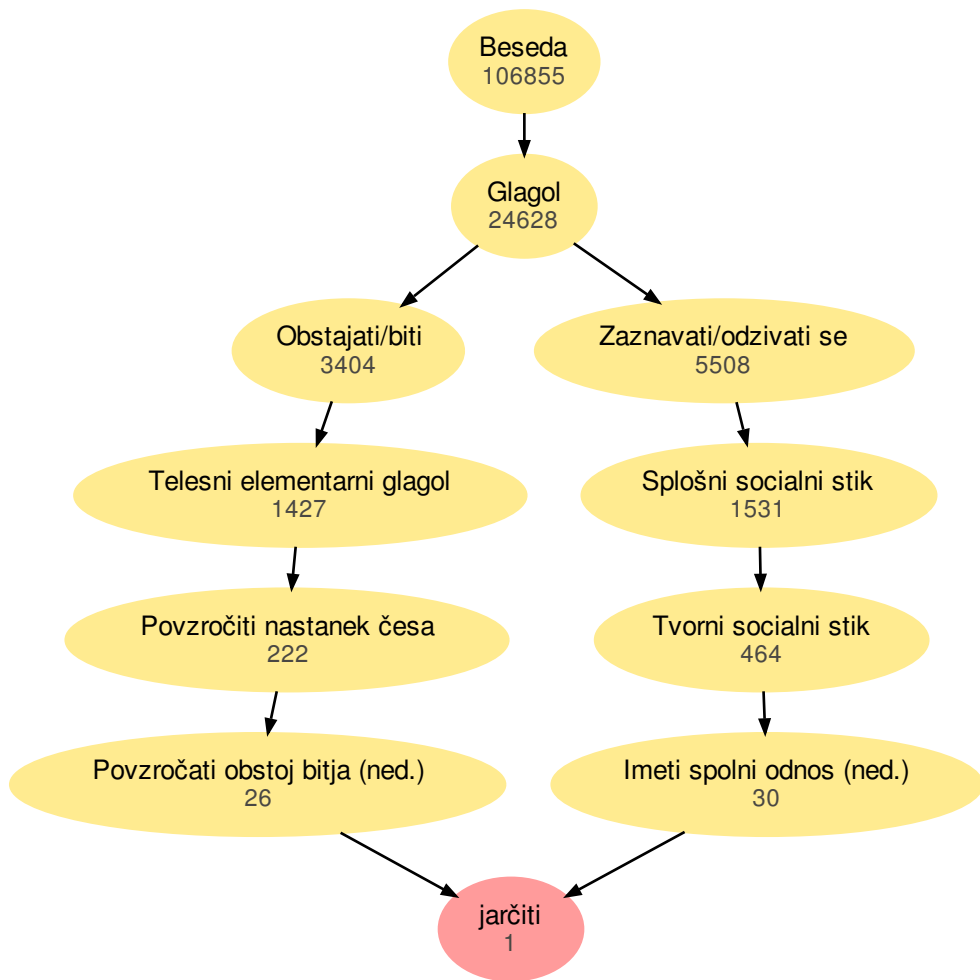 Beseda
106855
Glagol
24628
Obstajati/biti
3404
Zaznavati/odzivati se
5508
Telesni elementarni glagol
1427
Splošni socialni stik
1531
Povzročiti nastanek česa
222
Tvorni socialni stik
464
Povzročati obstoj bitja (ned.)
26
Imeti spolni odnos (ned.)
30
jarčiti
1